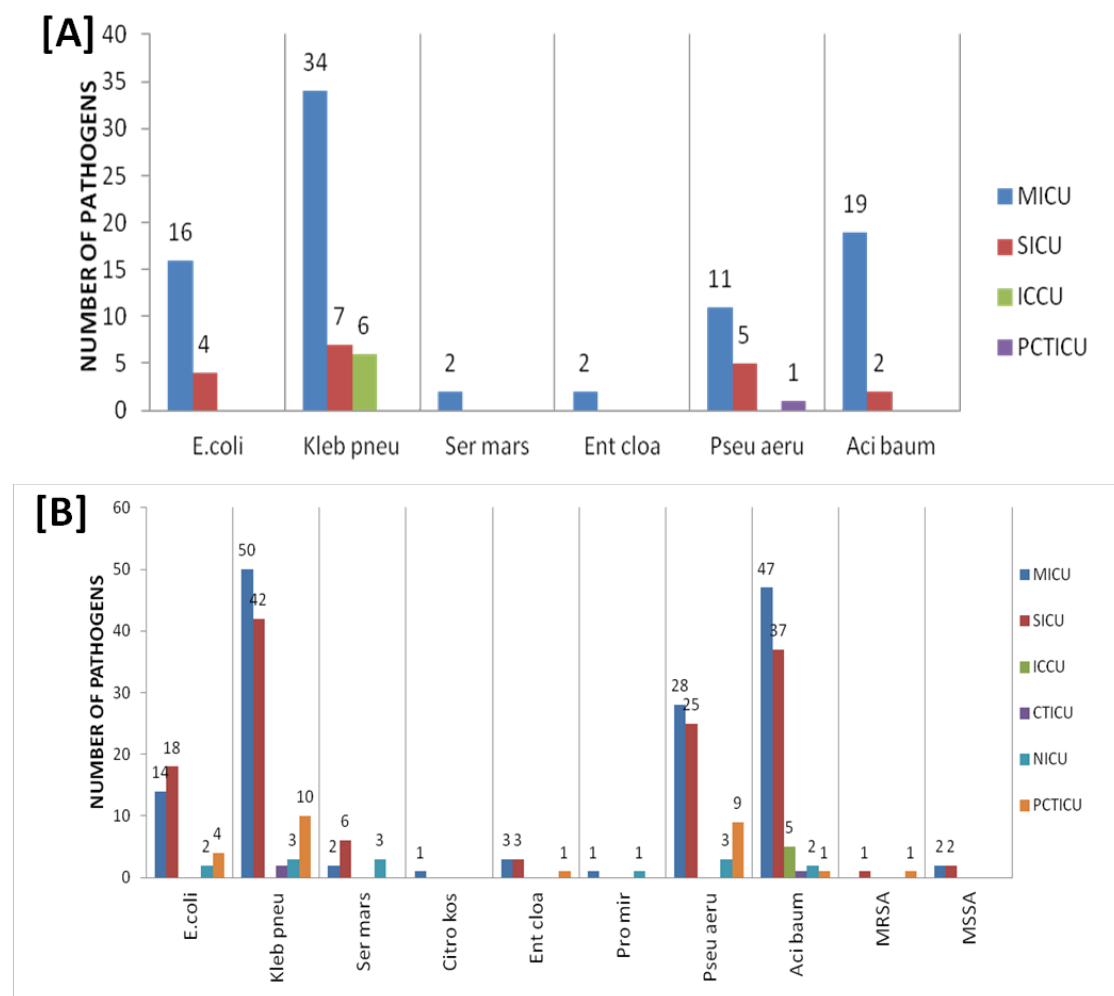 [A]
NUMBER OF PATHOGENS
40
35
30
25
20
15
10
5
0
16
4
34
7
6
2
2
11
5
1
19
2
E.coli
Kleb pneu
Ser mars
Ent cloa
Pseu aeru
Aci baum
MICU
SICU
ICCU
PCTICU
[B]
NUMBER OF PATHOGENS
60
50
40
30
20
10
0
14
18
2
4
50
42
3
10
2
6
3
1
3
3
1
1
1
28
25
3
9
47
37
5
2
1
1
1
2
2
E.coli
Kleb pneu
Ser mars
Citro kos
Ent cloa
Pro mir
Pseu aeru
Aci baum
MRSA
MSSA
MICU
SICU
ICCU
CTICU
NICU
PCTICU